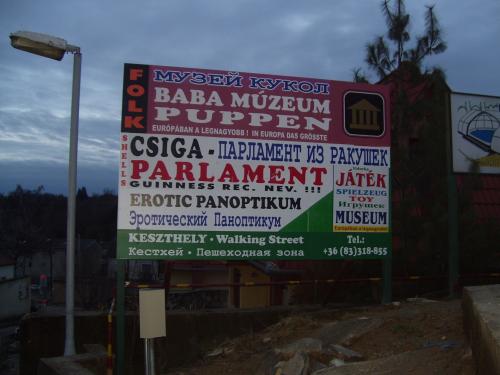 FOLK
SHELLS
МУЗЕЙ КУКОЛ
BABA MÚZEUM
PUPPEN
EURÓPÁBAN A LEGNAGYOBB! IN EUROPA DAS GRÖSSTE
CSIGA - ПАРЛАМЕНТ ИЗ РАКУШЕК
PARLAMENT
GUINNESS REC. NEV. !!!
EROTIC PANOPTIKUM
Эротический Паноптикум
JÁTÉK
SPIELZEUG
TOY
Игрушек
MUSEUM
KESZTHELY · Walking Street
Кестхей · Пешеходная зона
Tel.:
+36 (83)318-855